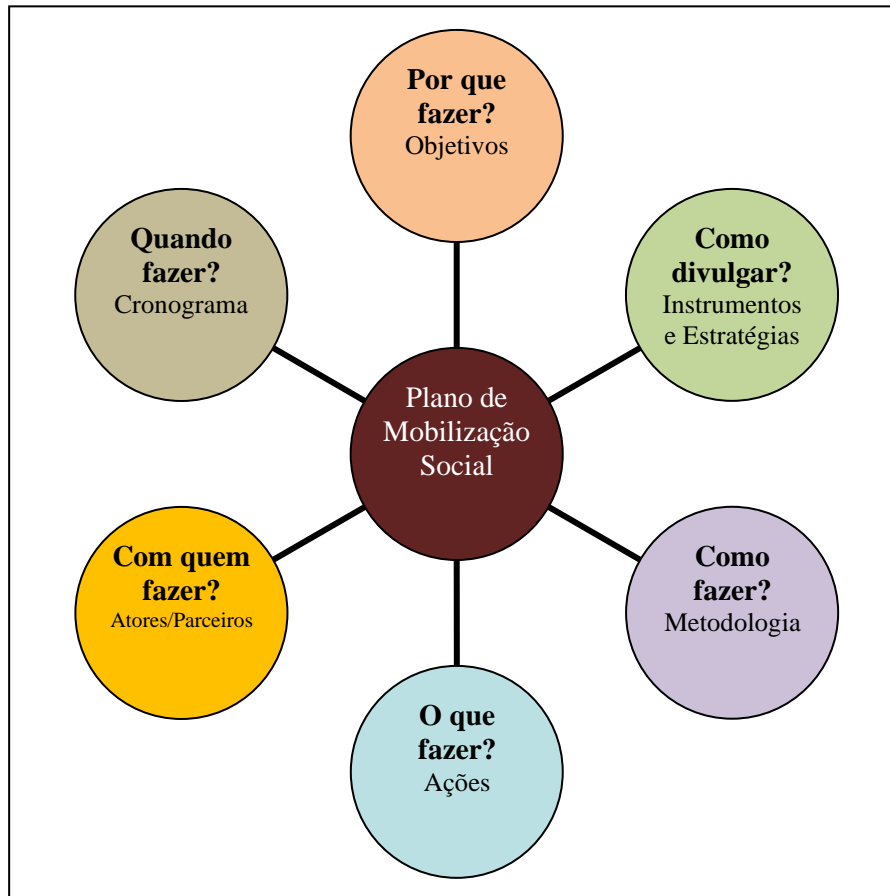 Por que
fazer?
Objetivos
Como
divulgar?
Instrumentos
e Estratégias
Como
fazer?
Metodologia
O que
fazer?
Ações
Com quem
fazer?
Atores/Parceiros
Quando
fazer?
Cronograma
Plano de
Mobilização
Social